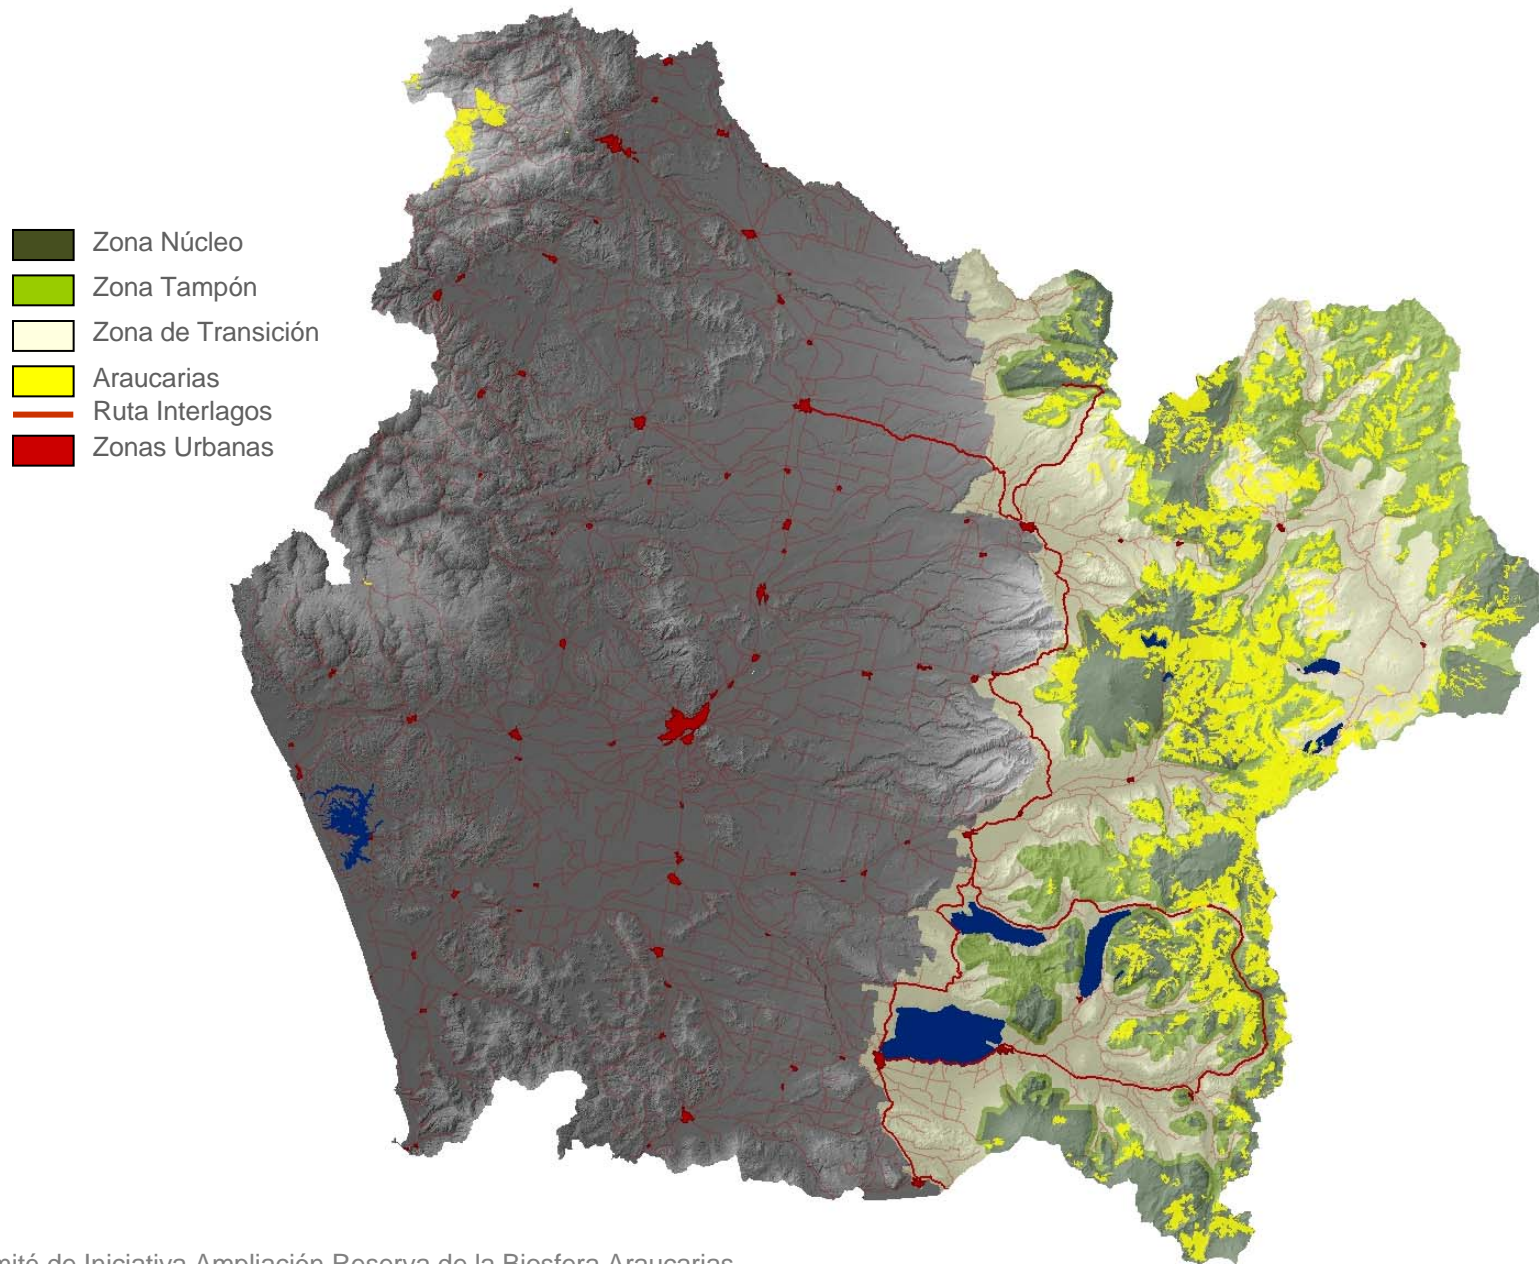 Zona Núcleo
Zona Tampón
Zona de Transición
Araucarias
Ruta Interlagos
Zonas Urbanas
de Iniciativa Ampliación Reserva de la Biosfera Araucarias